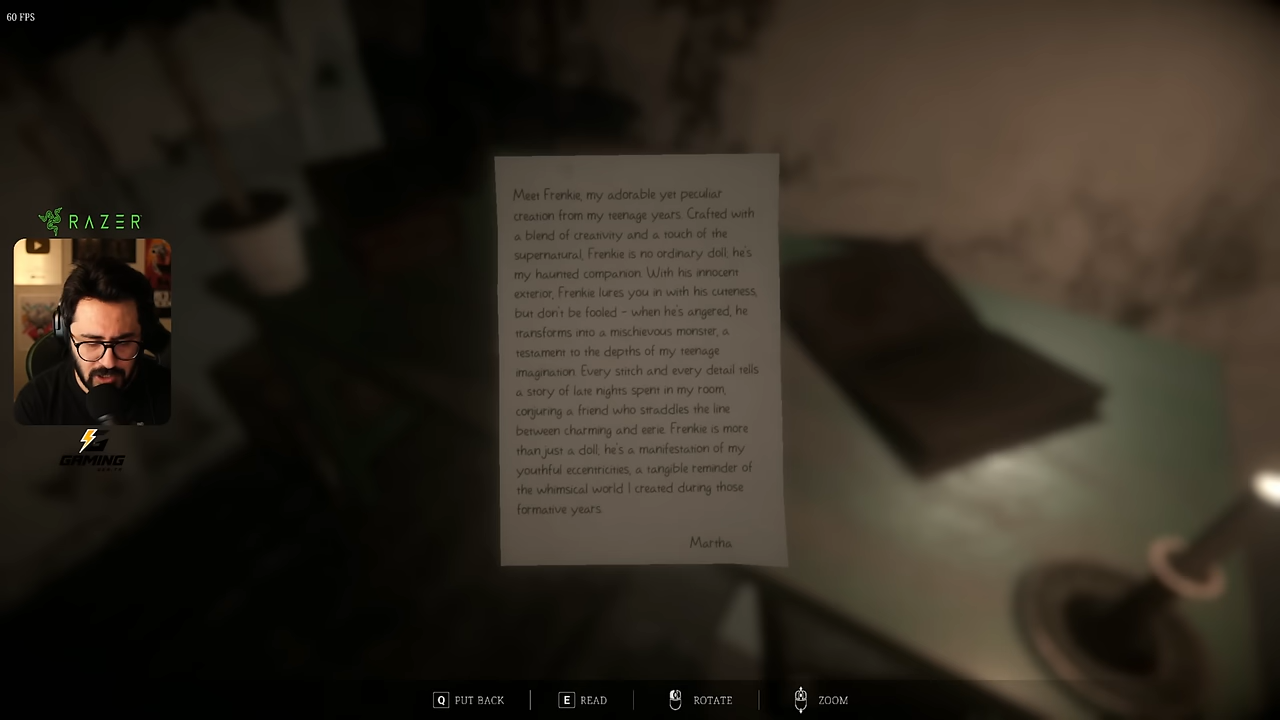 60 FPS
RAZER
GAMING
Meet Frenkie, my adorable yet peculiar
creation from my teenage years. Crafted with
a blend of creativity and a touch of the
supernatural, Frenkie is no ordinary doll; he's
my haunted companion. With his innocent
exterior, Frenkie lures you in with his cuteness,
but don't be fooled - when he's angered, he
transforms into a mischievous monster, a
testament to the depths of my teenage
imagination. Every stitch and every detail tells
a story of late nights spent in my room,
conjuring a friend who straddles the line
between charming and eerie. Frenkie is more
than just a doll; he's a manifestation of my
youthful eccentricities, a tangible reminder of
the whimsical world I created during those
formative years.
Martha
Q PUT BACK E READ ROTATE ZOOM